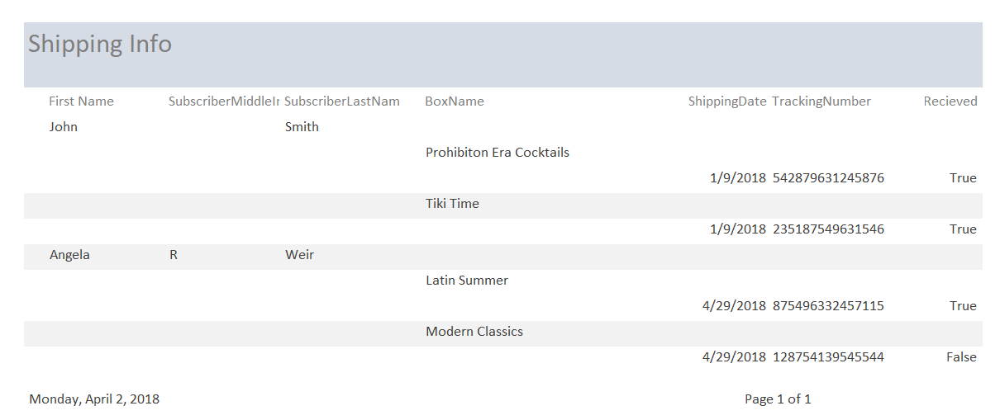 Shipping Info
First Name SubscriberMiddleIn SubscriberLastNam BoxName ShippingDate TrackingNumber Recieved
John Smith
Prohibiton Era Cocktails
1/9/2018 542879631245876 True
Tiki Time
1/9/2018 235187549631546 True
Angela R Weir
Latin Summer
4/29/2018 875496332457115 True
Modern Classics
4/29/2018 128754139545544 False
Monday, April 2, 2018 Page 1 of 1